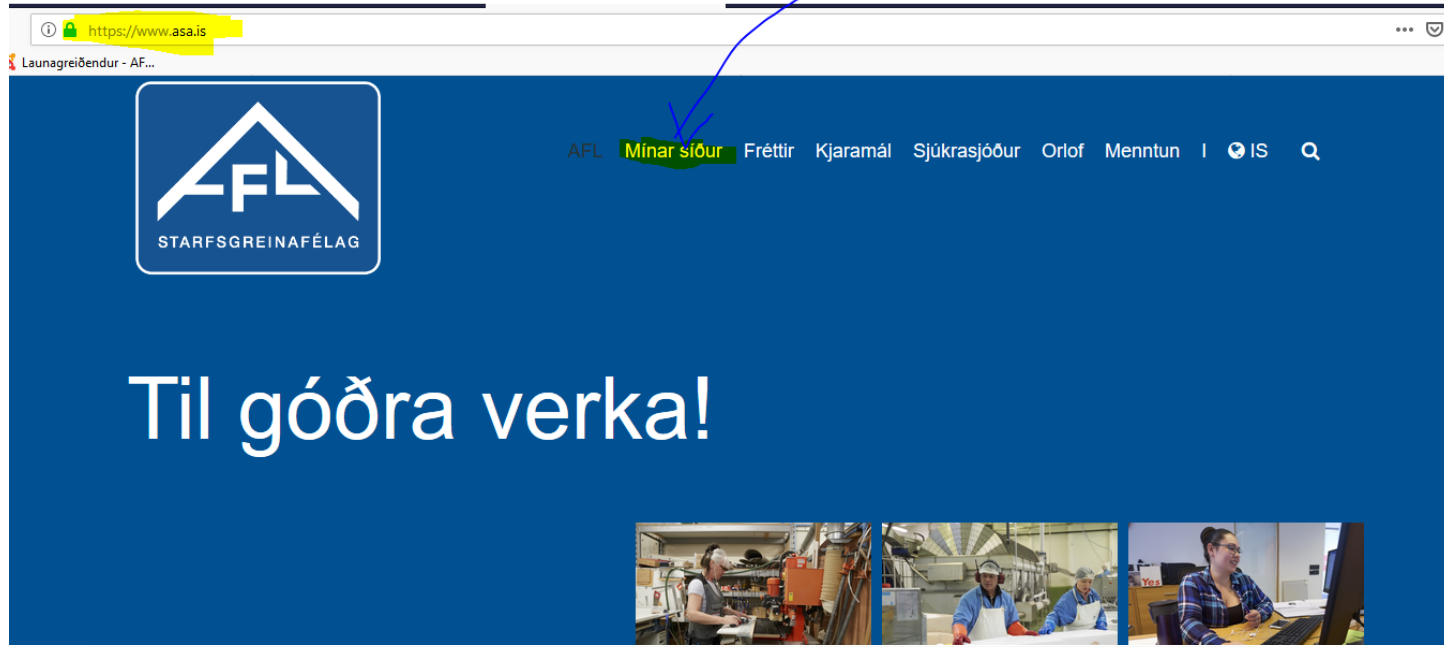 https://www.asa.is
Launagreiðendur - AF...
AFL Mínar síður Fréttir Kjaramál Sjúkrasjóður Orlof Menntun I IS
AFL
STARFSGREINAFÉLAG
Til góðra verka!
Yes